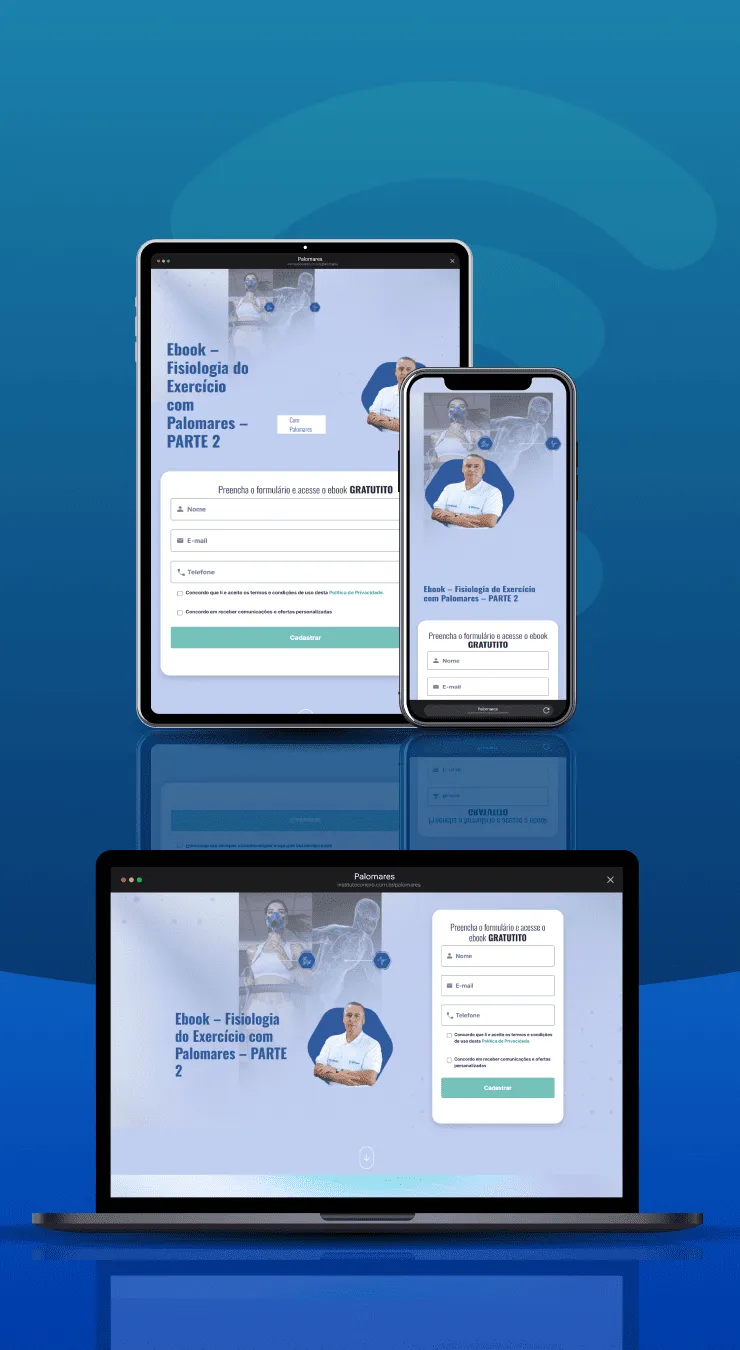 Palomares
Ebook –
Fisiologia do
Exercício
com
Palomares –
PARTE 2
Com
Palomares
Preencha o formulário e acesse o ebook GRATUTITO
Nome
E-mail
Telefone
Concordo que li e aceito os termos e condições de uso desta Política de Privacidade
Concordo em receber comunicações e ofertas personalizadas
Cadastrar
Ebook – Fisiologia do Exercício
com Palomares – PARTE 2
Preencha o formulário e acesse o ebook
GRATUTITO
Nome
E-mail
Palomares
Palomares
institutoconexo.com.br/palomares
Ebook – Fisiologia
do Exercício com
Palomares – PARTE
2
Preencha o formulário e acesse o
ebook GRATUTITO
Nome
E-mail
Telefone
Concordo que li e aceito os termos e condições
de uso desta Política de Privacidade
Concordo em receber comunicações e ofertas
personalizadas
Cadastrar